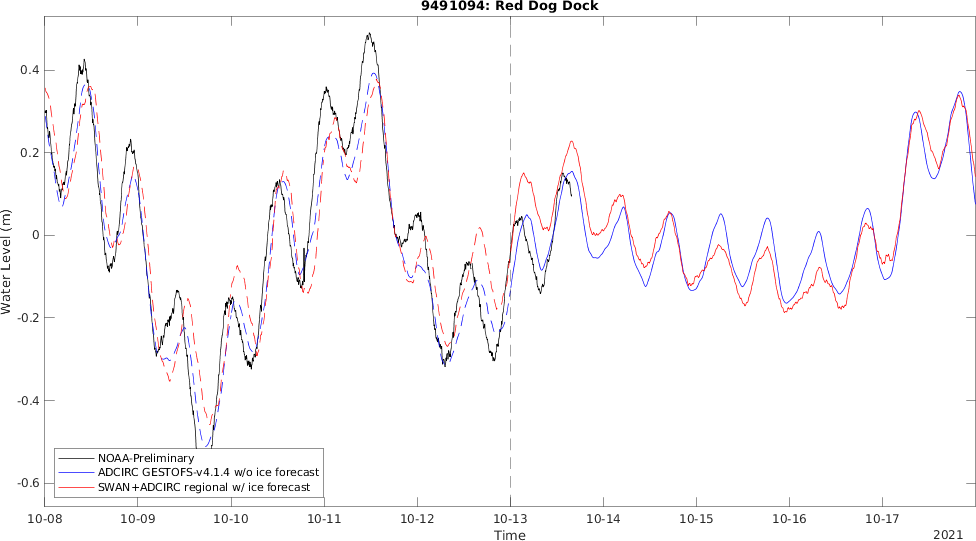 9491094: Red Dog Dock
Water Level (m)
0.4
0.2
0
-0.2
-0.4
-0.6
NOAA-Preliminary
ADCIRC GESTOFS-v4.1.4 w/o ice forecast
SWAN+ADCIRC regional w/ ice forecast
10-08 10-09 10-10 10-11 10-12 10-13 10-14 10-15 10-16 10-17
Time
2021